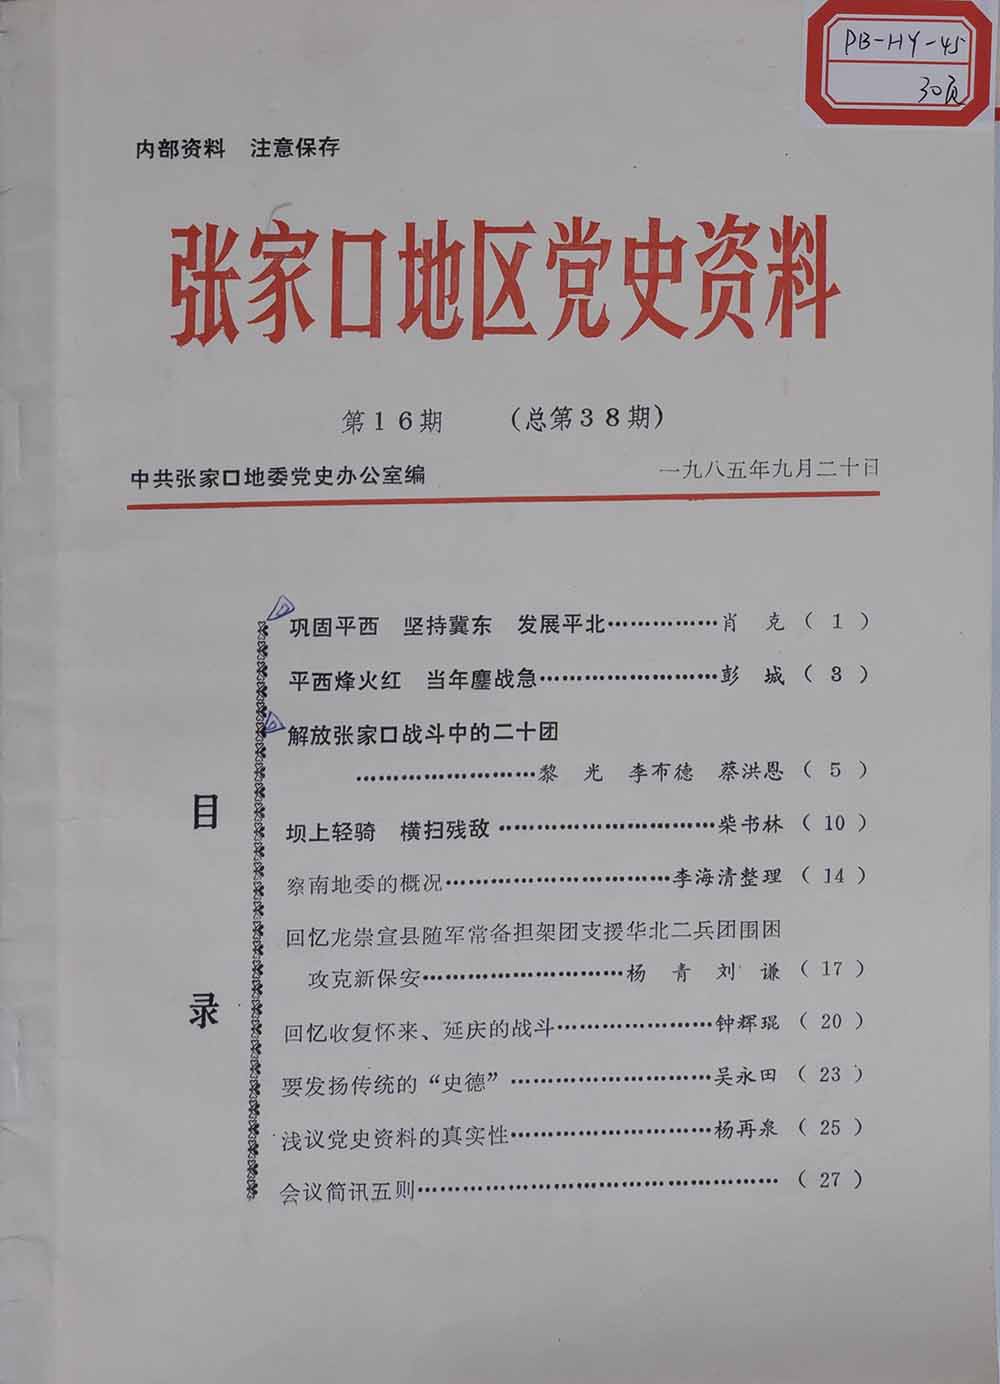 PB-HY-45
30页
内部资料 注意保存
张家口地区党史资料
第16期 (总第38期)
中共张家口地委党史办公室编 一九八五年九月二十日
目录
巩固平西 坚持冀东 发展平北………………肖 克 ( 1 )
平西烽火红 当年鏖战急………………………彭 城 ( 3 )
解放张家口战斗中的二十团
…………………………黎 光 李布德 蔡洪恩 ( 5 )
坝上轻骑 横扫残敌………………………………柴书林 ( 10 )
察南地委的概况………………………………李海清整理 ( 14 )
回忆龙崇宣县随军常备担架团支援华北二兵团围困
攻克新保安……………………………杨 青 刘 谦 ( 17 )
回忆收复怀来、延庆的战斗……………………钟辉琨 ( 20 )
要发扬传统的“史德”……………………………吴永田 ( 23 )
浅议党史资料的真实性……………………………杨再泉 ( 25 )
会议简讯五则…………………………………………………… ( 27 )